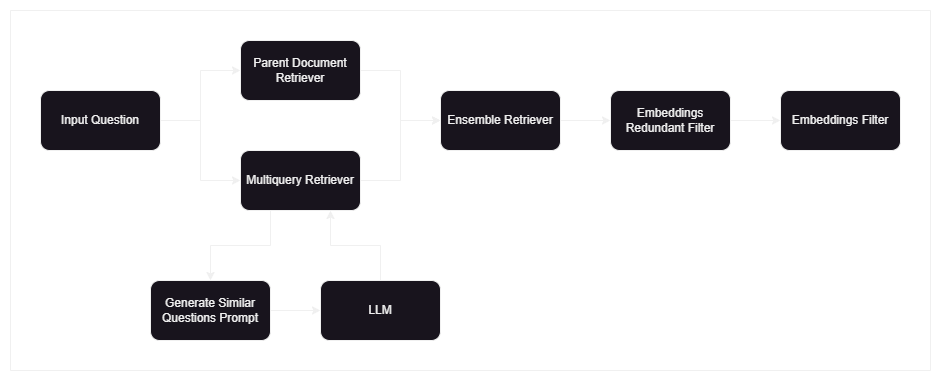 Input Question
Parent Document
Retriever
Multiquery Retriever
Ensemble Retriever
Embeddings
Redundant Filter
Embeddings Filter
Generate Similar
Questions Prompt
LLM